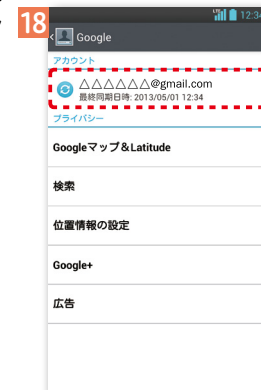 18
12:34
Google
アカウント
△△△△△△@gmail.com
最終同期日時: 2013/05/01 12:34
プライバシー
Googleマップ＆Latitude
検索
位置情報の設定
Google+
広告